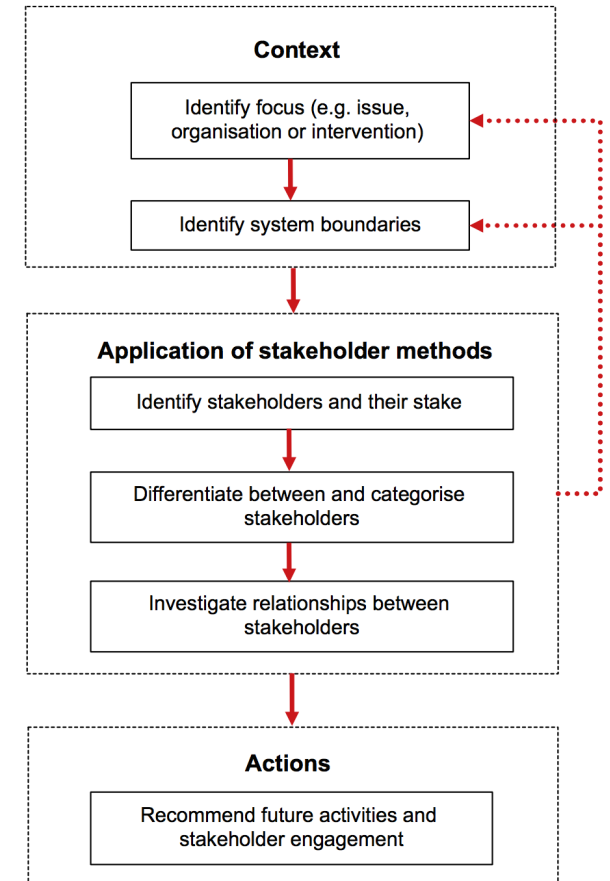 Context
Identify focus (e.g. issue,
organisation or intervention)
Identify system boundaries
Application of stakeholder methods
Identify stakeholders and their stake
Differentiate between and categorise
stakeholders
Investigate relationships between
stakeholders
Actions
Recommend future activities and
stakeholder engagement